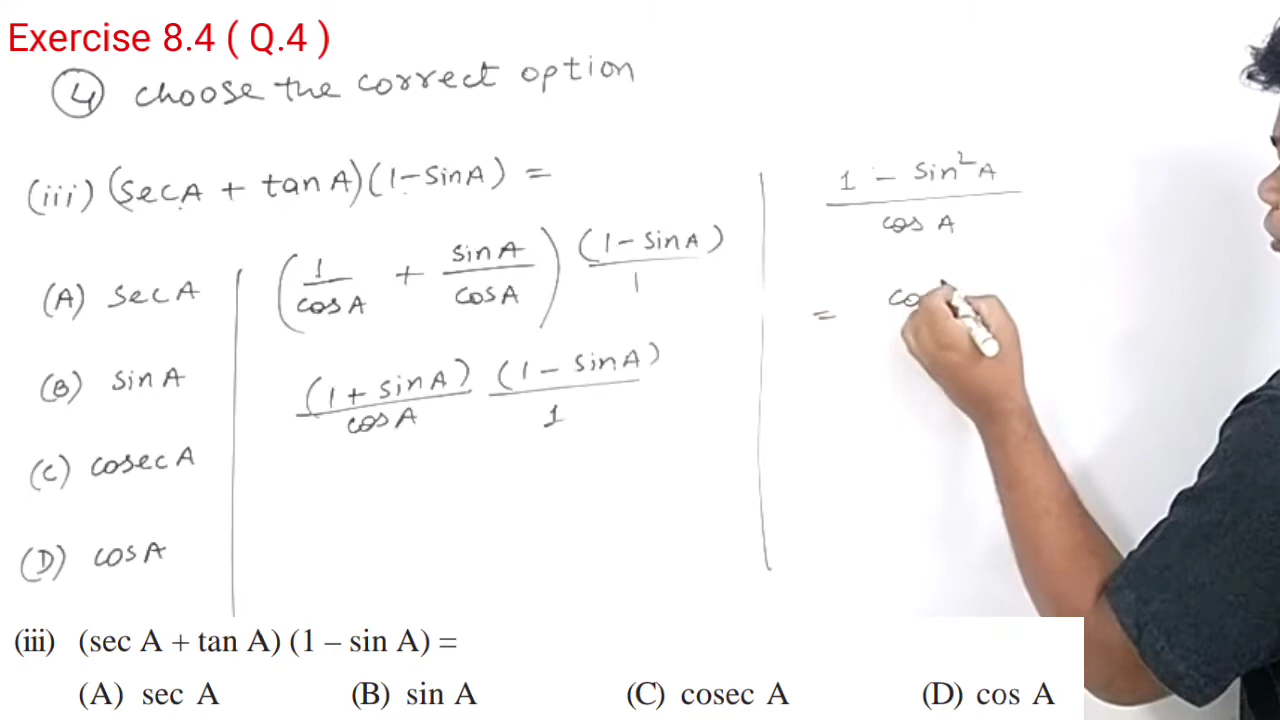 Exercise 8.4 ( Q.4 )
4 choose the correct option
(iii) (secA + tan A)(1-sinA) =
(A) secA
(B) sinA
(C) cosecA
(D) cosA
(1/cosA + sinA/cosA) (1-sinA)/1
(1+sinA)/cosA (1-sinA)/1
1 - sin²A / cos A
= co
(iii) (sec A + tan A) (1 – sin A) =
(A) sec A (B) sin A (C) cosec A (D) cos A